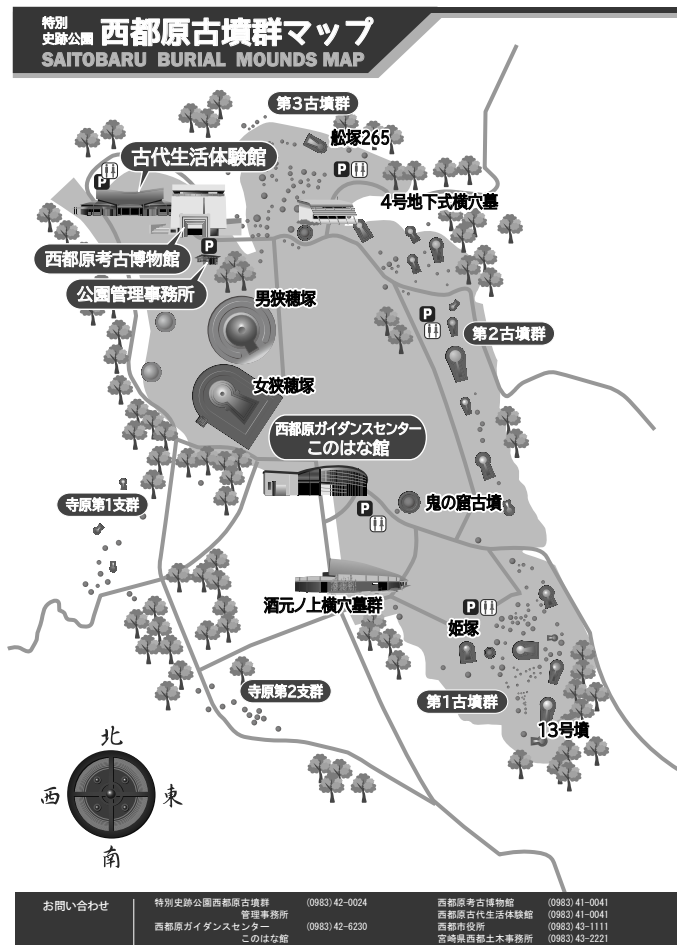 特別
史跡公園 西都原古墳群マップ
SAITOBARU BURIAL MOUNDS MAP
第3古墳群
舩塚265
P
古代生活体験館
P
4号地下式横穴墓
西都原考古博物館
P
公園管理事務所
男狭穂塚
P
第2古墳群
女狭穂塚
西都原ガイダンスセンター
このはな館
寺原第1支群
鬼の窟古墳
P
酒元ノ上横穴墓群
P
姫塚
寺原第2支群
第1古墳群
13号墳
北
西
東
南
お問い合わせ
特別史跡公園西都原古墳群 (0983)42-0024
管理事務所
西都原ガイダンスセンター (0983)42-6230
このはな館
西都原考古博物館 (0983)41-0041
西都原古代生活体験館 (0983)41-0041
西都市役所 (0983)43-1111
宮崎県西都土木事務所 (0983)43-2221